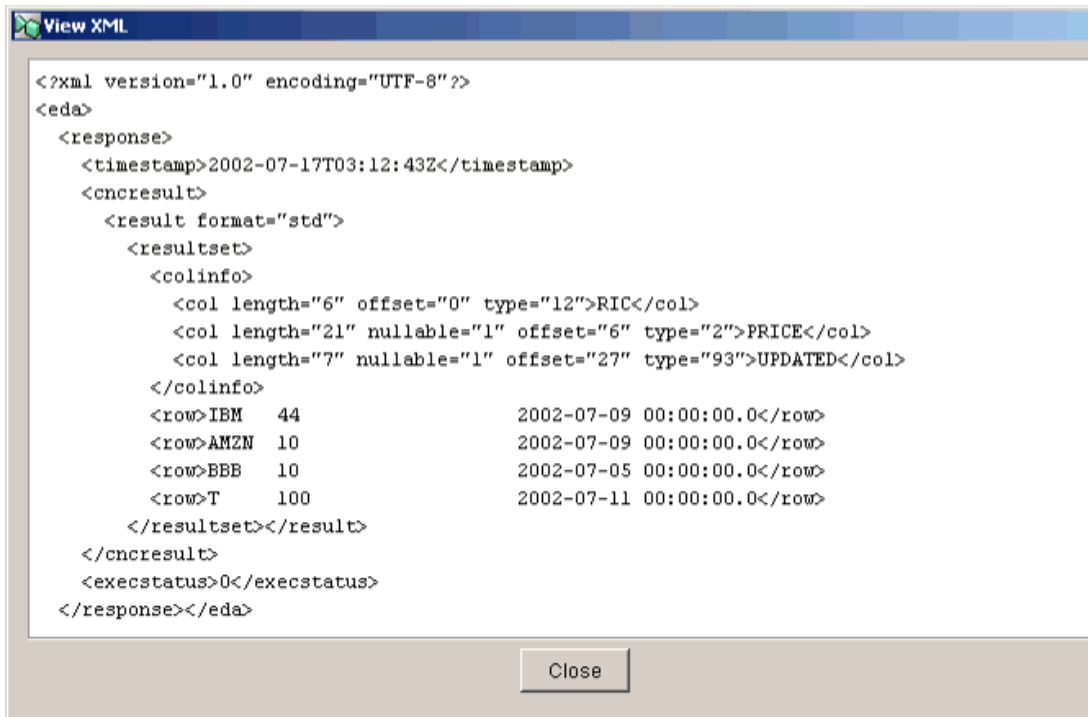 View XML
<?xml version="1.0" encoding="UTF-8"?>
<eda>
  <response>
    <timestamp>2002-07-17T03:12:43Z</timestamp>
    <cncresult>
      <result format="std">
        <resultset>
          <colinfo>
            <col length="6" offset="0" type="12">RIC</col>
            <col length="21" nullable="1" offset="6" type="2">PRICE</col>
            <col length="7" nullable="1" offset="27" type="93">UPDATED</col>
          </colinfo>
          <row>IBM   44                   2002-07-09 00:00:00.0</row>
          <row>AMZN  10                   2002-07-09 00:00:00.0</row>
          <row>BBB   10                   2002-07-05 00:00:00.0</row>
          <row>T     100                  2002-07-11 00:00:00.0</row>
        </resultset></result>
    </cncresult>
    <execstatus>0</execstatus>
  </response></eda>
Close